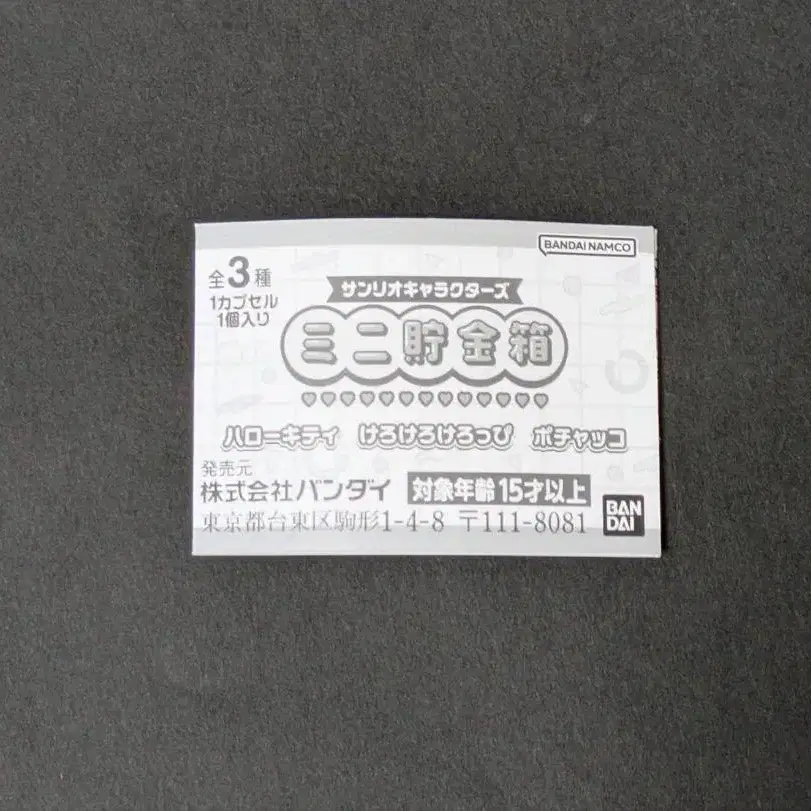 BANDAI NAMCO
全3種
1カプセル
1個入り
サンリオキャラクターズ
ミニ貯金箱
ハローキティ けろけろけろっぴ ポチャッコ
発売元
株式会社バンダイ 対象年齢15才以上
東京都台東区駒形1-4-8 〒111-8081
BAN
DAI